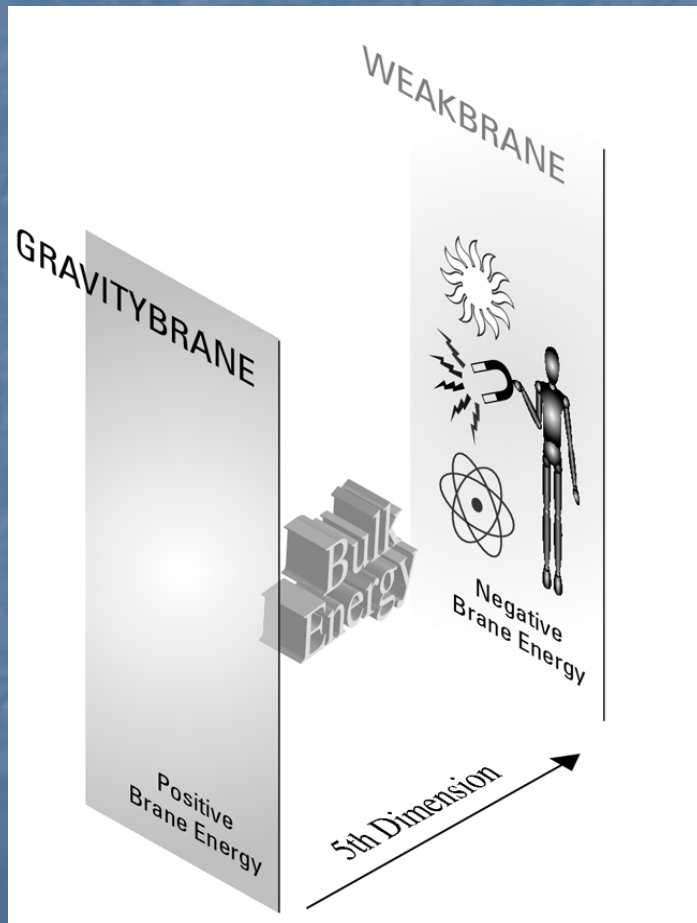 WEAKBRANE
GRAVITYBRANE
Bulk
Energy
Negative
Brane Energy
Positive
Brane Energy
5th Dimension